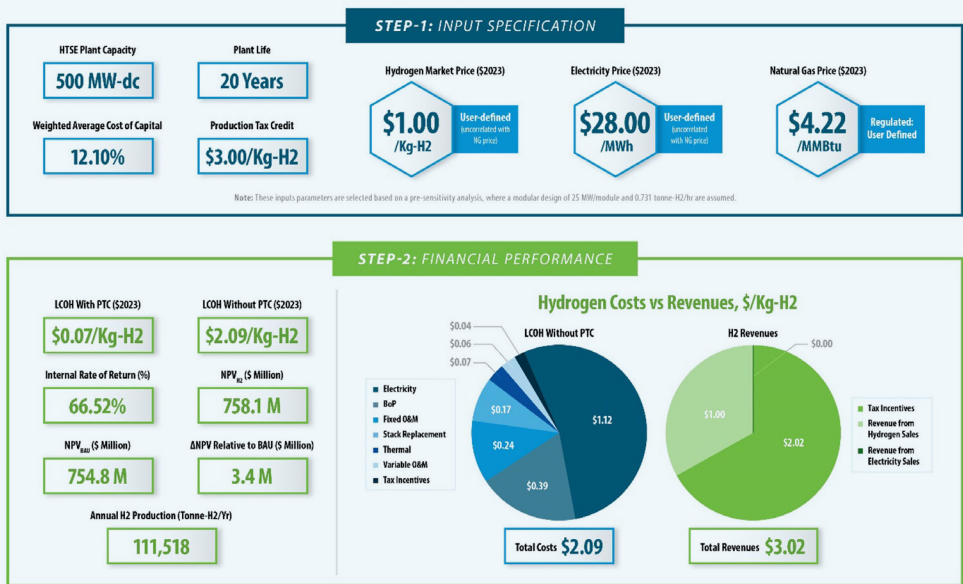 STEP-1: INPUT SPECIFICATION
HTSE Plant Capacity
500 MW-dc
Plant Life
20 Years
Weighted Average Cost of Capital
12.10%
Production Tax Credit
$3.00/Kg-H2
Hydrogen Market Price ($2023)
$1.00
/Kg-H2
User-defined
(uncorrelated with
NG price)
Electricity Price ($2023)
$28.00
/MWh
User-defined
(uncorrelated
with NG price)
Natural Gas Price ($2023)
$4.22
/MMBtu
Regulated:
User Defined
Note: These inputs parameters are selected based on a pre-sensitivity analysis, where a modular design of 25 MW/module and 0.731 tonne-H2/hr are assumed.
STEP-2: FINANCIAL PERFORMANCE
LCOH With PTC ($2023)
$0.07/Kg-H2
LCOH Without PTC ($2023)
$2.09/Kg-H2
Internal Rate of Return (%)
66.52%
NPV H2 ($ Million)
758.1 M
NPV BAU ($ Million)
754.8 M
ΔNPV Relative to BAU ($ Million)
3.4 M
Annual H2 Production (Tonne-H2/Yr)
111,518
Hydrogen Costs vs Revenues, $/Kg-H2
LCOH Without PTC
$0.04
$0.06
$0.07
$0.17
$0.24
$0.39
$1.12
Electricity
BoP
Fixed O&M
Stack Replacement
Thermal
Variable O&M
Tax Incentives
Total Costs $2.09
H2 Revenues
$0.00
$1.00
$2.02
Tax Incentives
Revenue from
Hydrogen Sales
Revenue from
Electricity Sales
Total Revenues $3.02